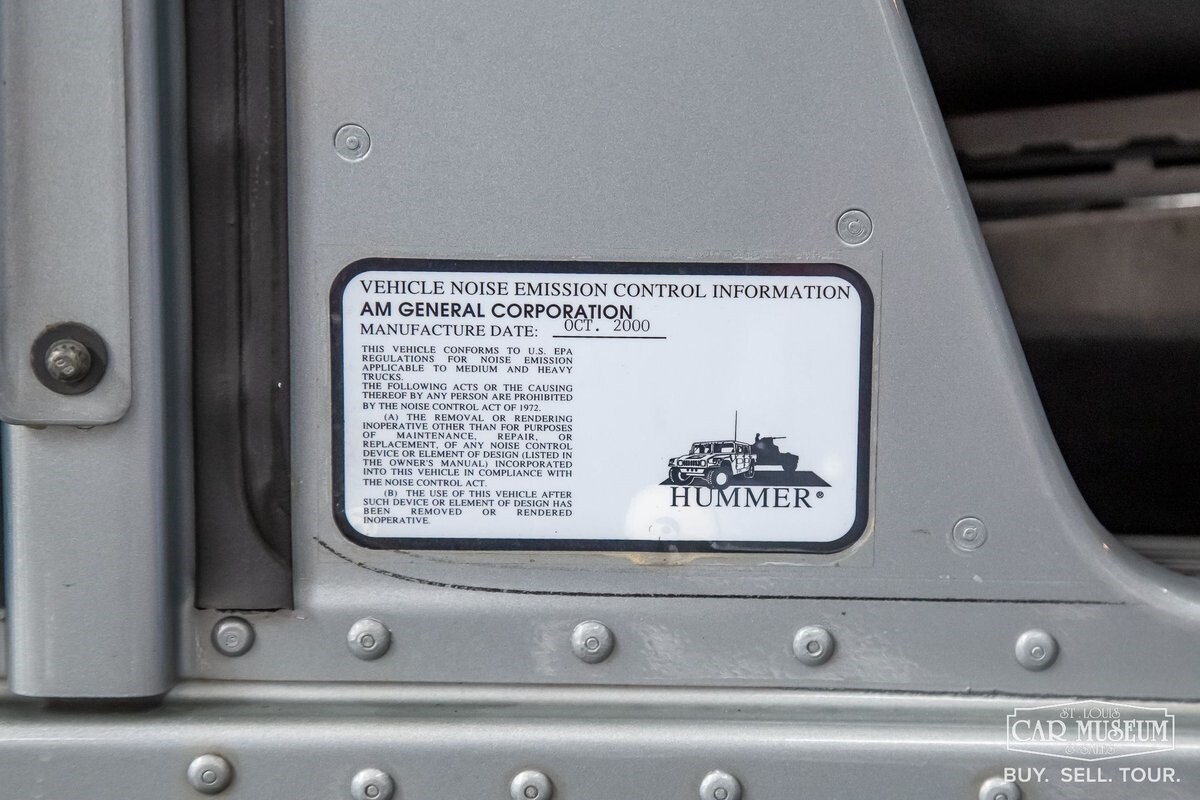 VEHICLE NOISE EMISSION CONTROL INFORMATION
AM GENERAL CORPORATION
MANUFACTURE DATE: OCT. 2000
THIS VEHICLE CONFORMS TO U.S. EPA
REGULATIONS FOR NOISE EMISSION
APPLICABLE TO MEDIUM AND HEAVY
TRUCKS.
THE FOLLOWING ACTS OR THE CAUSING
THEREOF BY ANY PERSON ARE PROHIBITED
BY THE NOISE CONTROL ACT OF 1972.
(A) THE REMOVAL OR RENDERING
INOPERATIVE OTHER THAN FOR PURPOSES
OF MAINTENANCE, REPAIR, OR
REPLACEMENT, OF ANY NOISE CONTROL
DEVICE OR ELEMENT OF DESIGN (LISTED IN
THE OWNER'S MANUAL) INCORPORATED
INTO THIS VEHICLE IN COMPLIANCE WITH
THE NOISE CONTROL ACT.
(B) THE USE OF THIS VEHICLE AFTER
SUCH DEVICE OR ELEMENT OF DESIGN HAS
BEEN REMOVED OR RENDERED
INOPERATIVE.
HUMMER®
ST. LOUIS
CAR MUSEUM
& SALES
BUY. SELL. TOUR.